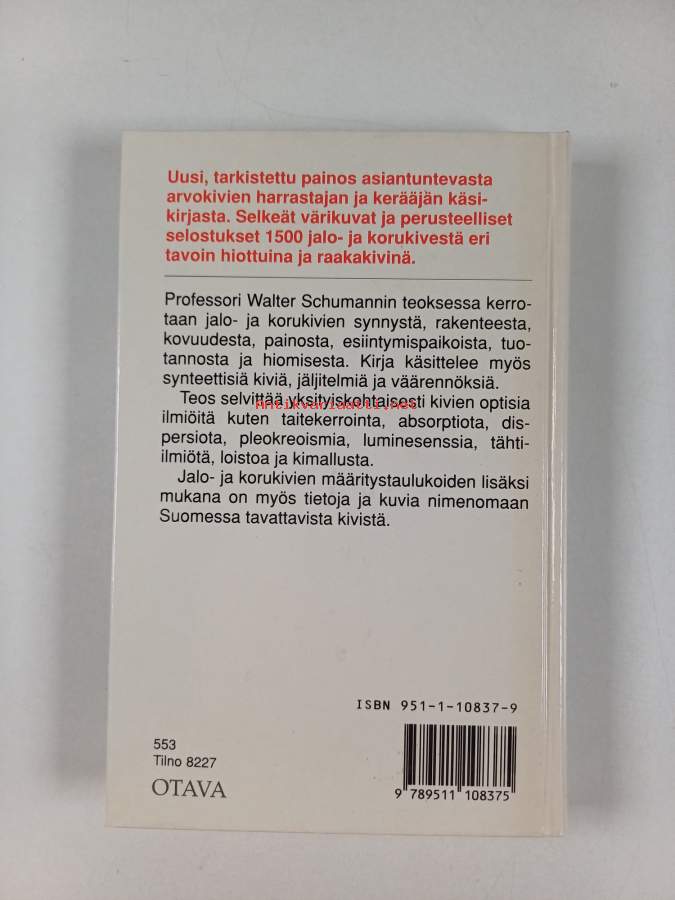 Uusi, tarkistettu painos asiantuntevasta
arvokivien harrastajan ja kerääjän käsi-
kirjasta. Selkeät värikuvat ja perusteelliset
selostukset 1500 jalo- ja korukivestä eri
tavoin hiottuina ja raakakivinä.
Professori Walter Schumannin teoksessa kerro-
taan jalo- ja korukivien synnystä, rakenteesta,
kovuudesta, painosta, esiintymispaikoista, tuo-
tannosta ja hiomisesta. Kirja käsittelee myös
synteettisiä kiviä, jäljitelmiä ja väärennöksiä.
Teos selvittää yksityiskohtaisesti kivien optisia
Antikvariaatti.net
ilmiöitä kuten taitekerrointa, absorptiota, dis-
persiota, pleokreoismia, luminesenssia, tähti-
ilmiötä, loistoa ja kimallusta.
Jalo- ja korukivien määritystaulukoiden lisäksi
mukana on myös tietoja ja kuvia nimenomaan
Suomessa tavattavista kivistä.
ISBN 951-1-10837-9
553
Tilno 8227
OTAVA
9 789511 108375